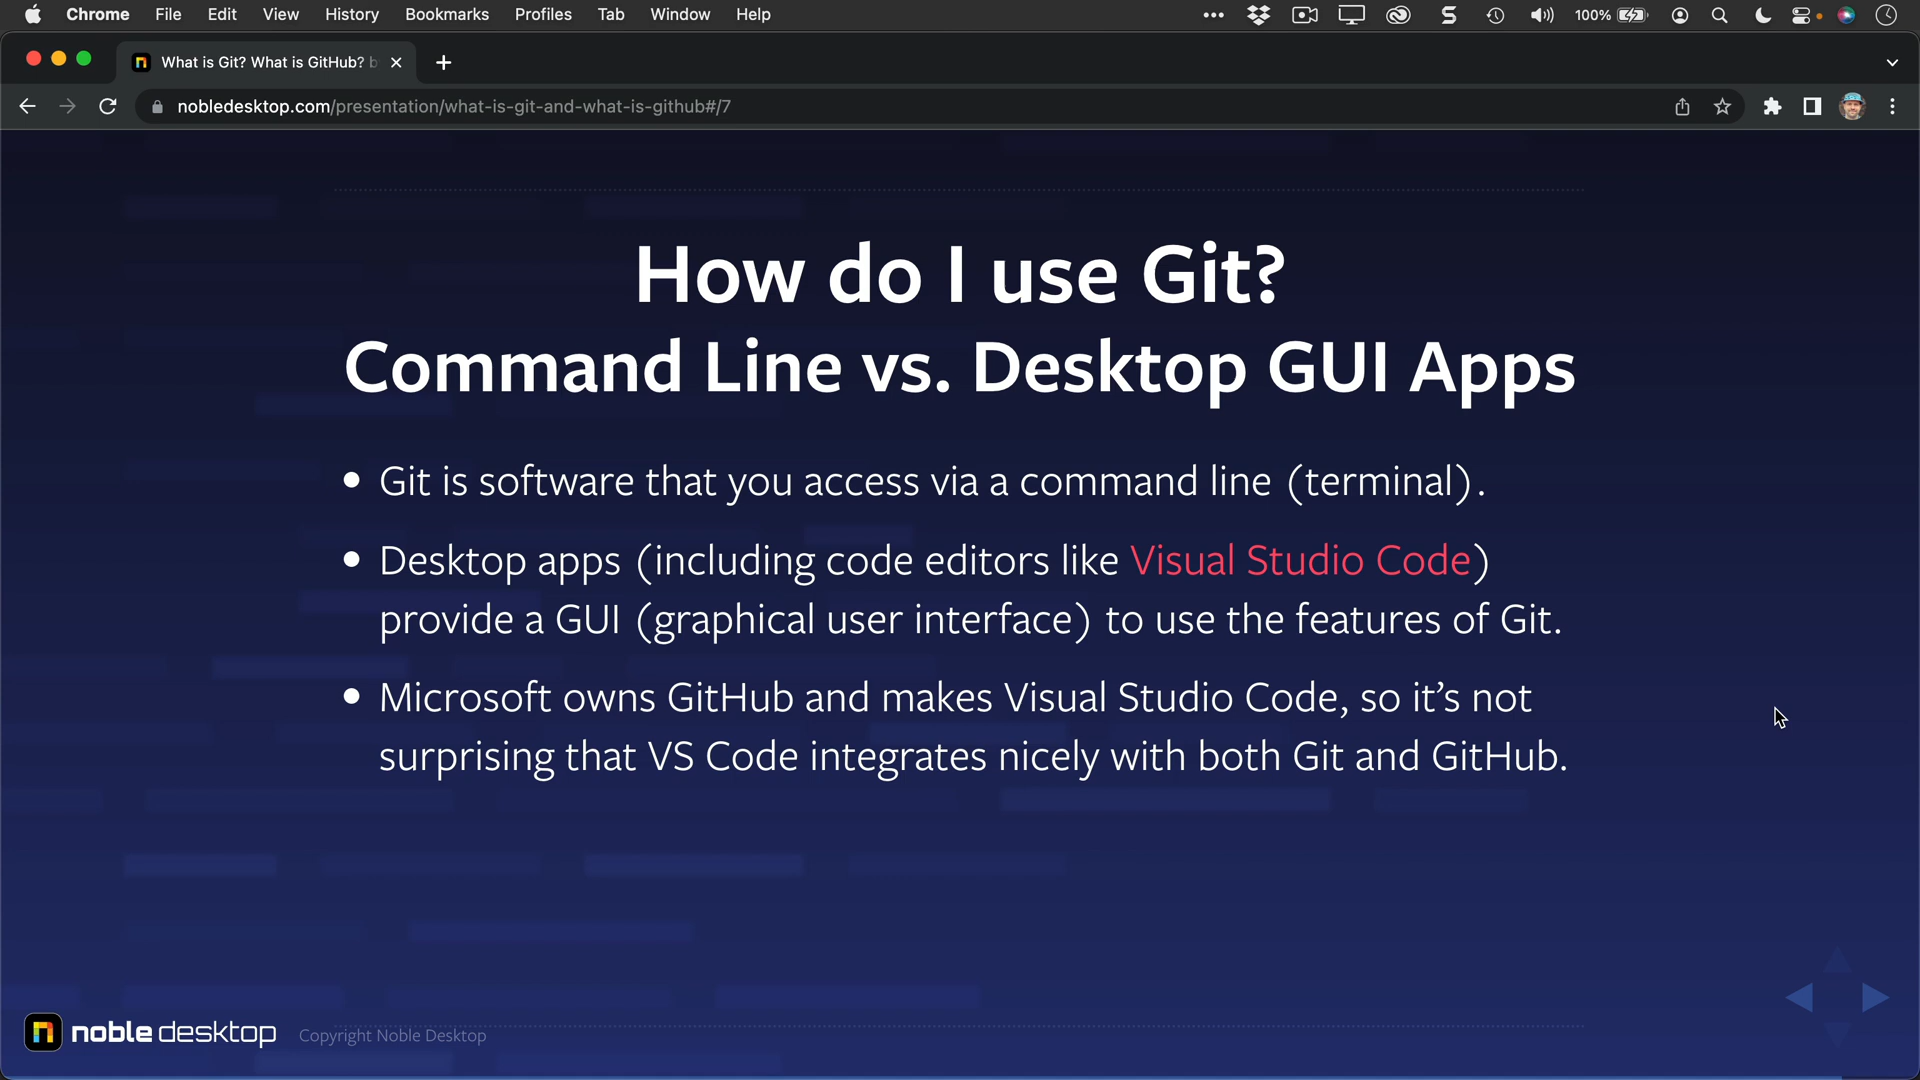 Chrome File Edit View History Bookmarks Profiles Tab Window Help 100%
What is Git? What is GitHub?
nobledesktop.com/presentation/what-is-git-and-what-is-github#/7
How do I use Git?
Command Line vs. Desktop GUI Apps
• Git is software that you access via a command line (terminal).
• Desktop apps (including code editors like Visual Studio Code)
provide a GUI (graphical user interface) to use the features of Git.
• Microsoft owns GitHub and makes Visual Studio Code, so it’s not
surprising that VS Code integrates nicely with both Git and GitHub.
noble desktop Copyright Noble Desktop